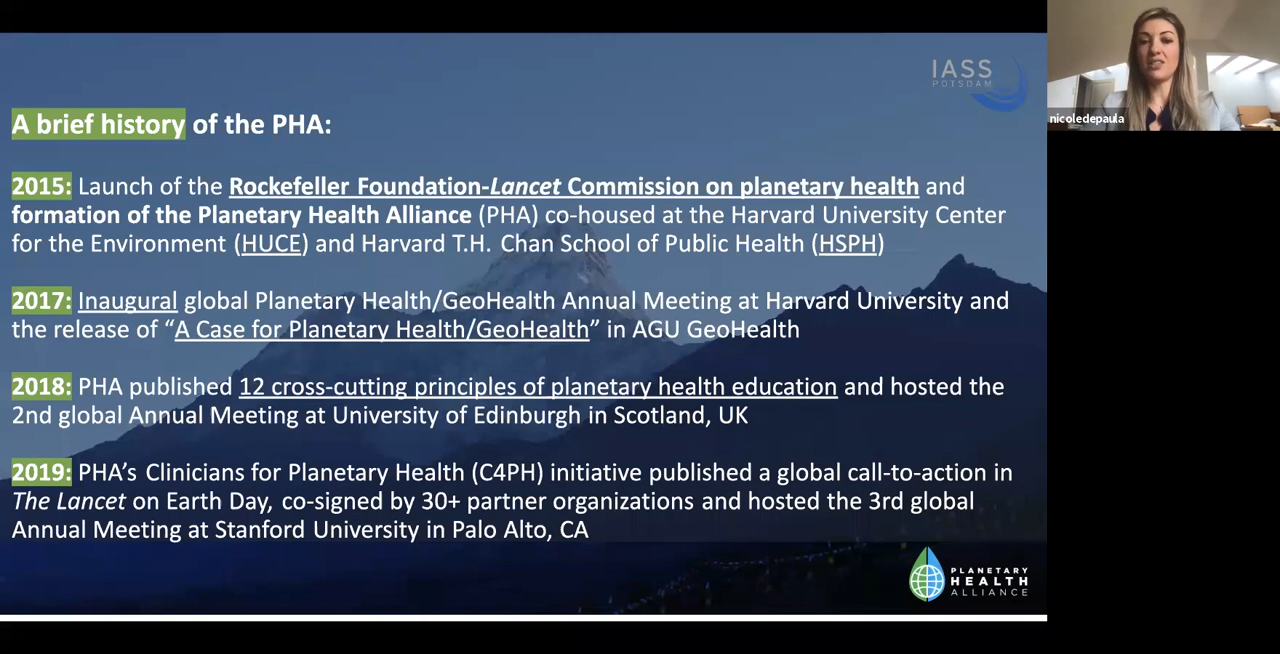 IASS
POTSDAM
nicoledepaula
A brief history of the PHA:
2015: Launch of the Rockefeller Foundation-Lancet Commission on planetary health and
formation of the Planetary Health Alliance (PHA) co-housed at the Harvard University Center
for the Environment (HUCE) and Harvard T.H. Chan School of Public Health (HSPH)
2017: Inaugural global Planetary Health/GeoHealth Annual Meeting at Harvard University and
the release of “A Case for Planetary Health/GeoHealth” in AGU GeoHealth
2018: PHA published 12 cross-cutting principles of planetary health education and hosted the
2nd global Annual Meeting at University of Edinburgh in Scotland, UK
2019: PHA’s Clinicians for Planetary Health (C4PH) initiative published a global call-to-action in
The Lancet on Earth Day, co-signed by 30+ partner organizations and hosted the 3rd global
Annual Meeting at Stanford University in Palo Alto, CA
PLANETARY
HEALTH
ALLIANCE